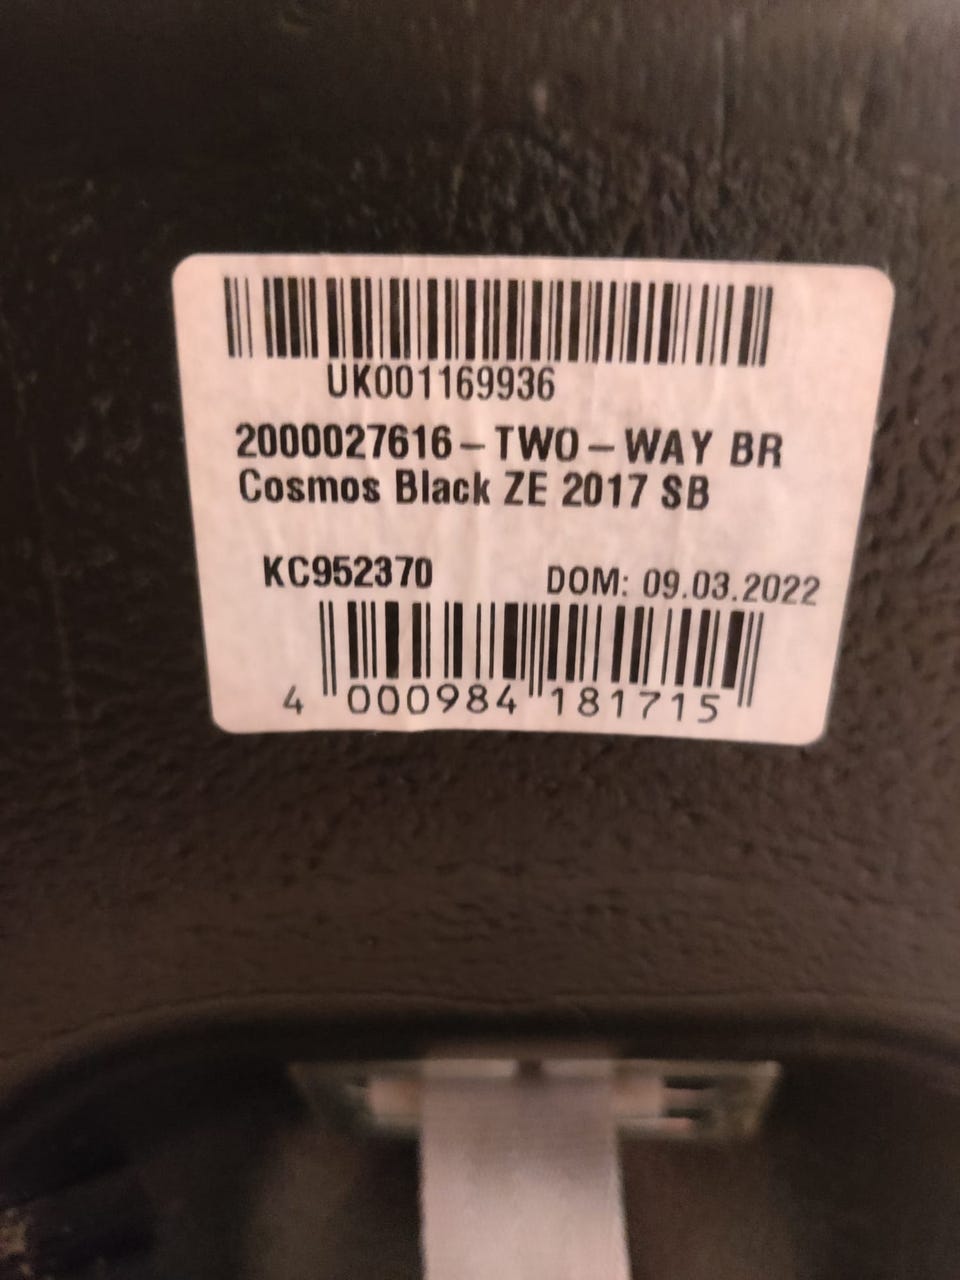 UK001169936
2000027616-TWO-WAY BR
Cosmos Black ZE 2017 SB
KC952370 DOM: 09.03.2022
4 000984 181715